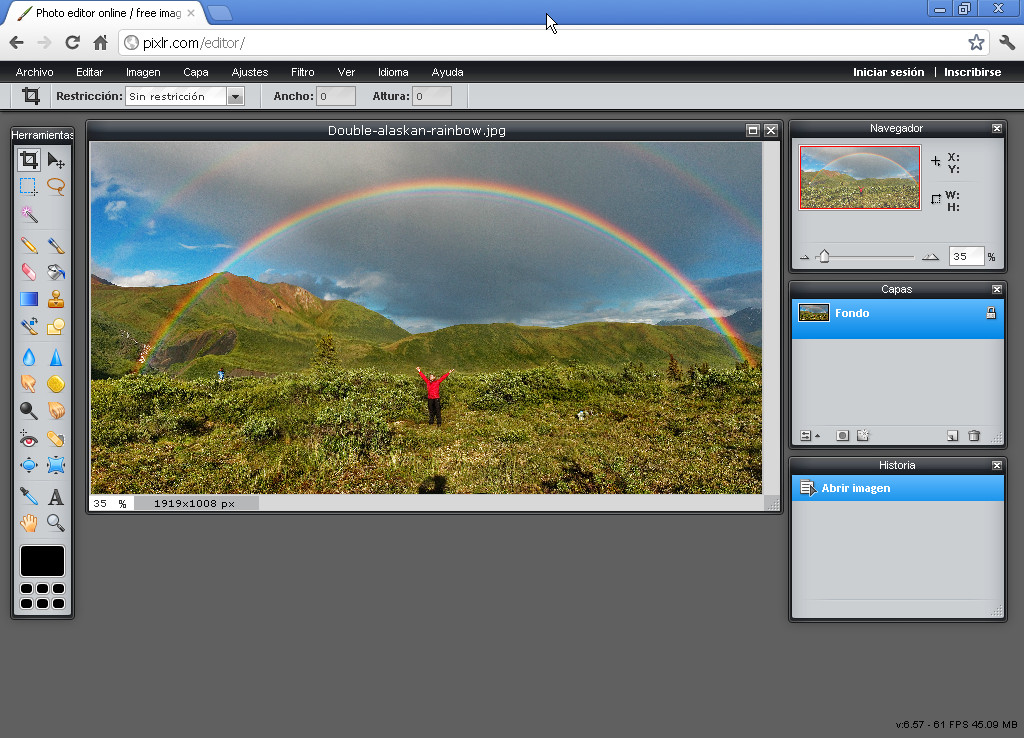 Photo editor online / free imag
pixlr.com/editor/
Archivo Editar Imagen Capa Ajustes Filtro Ver Idioma Ayuda Iniciar sesión | Inscribirse
Restricción: Sin restricción Ancho: 0 Altura: 0
Herramientas
Double-alaskan-rainbow.jpg
35 % 1919x1008 px
Navegador
X:
Y:
W:
H:
35 %
Capas
Fondo
Historia
Abrir imagen
v:6.57 - 61 FPS 45.09 MB